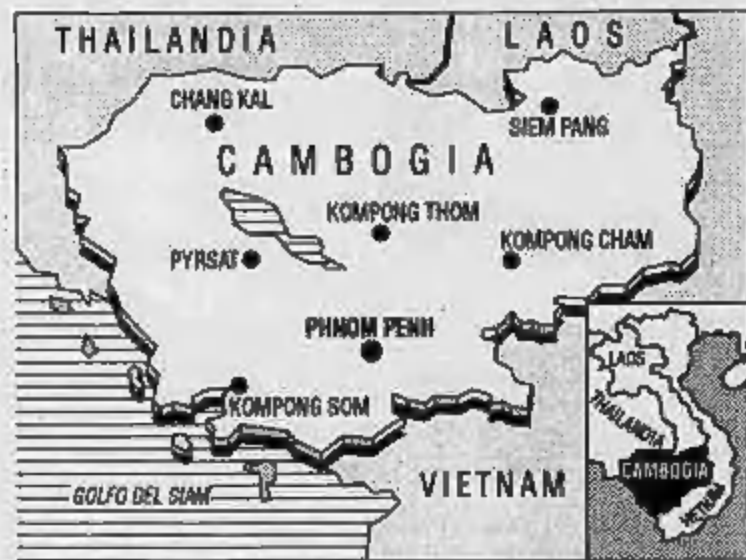 THAILANDIA
LAOS
CHANG KAL
SIEM PANG
CAMBOGIA
KOMPONG THOM
PYRSAT
KOMPONG CHAM
PHNOM PENH
KOMPONG SOM
VIETNAM
GOLFO DEL SIAM
LAOS
THAILANDIA
CAMBOGIA
VIETNAM